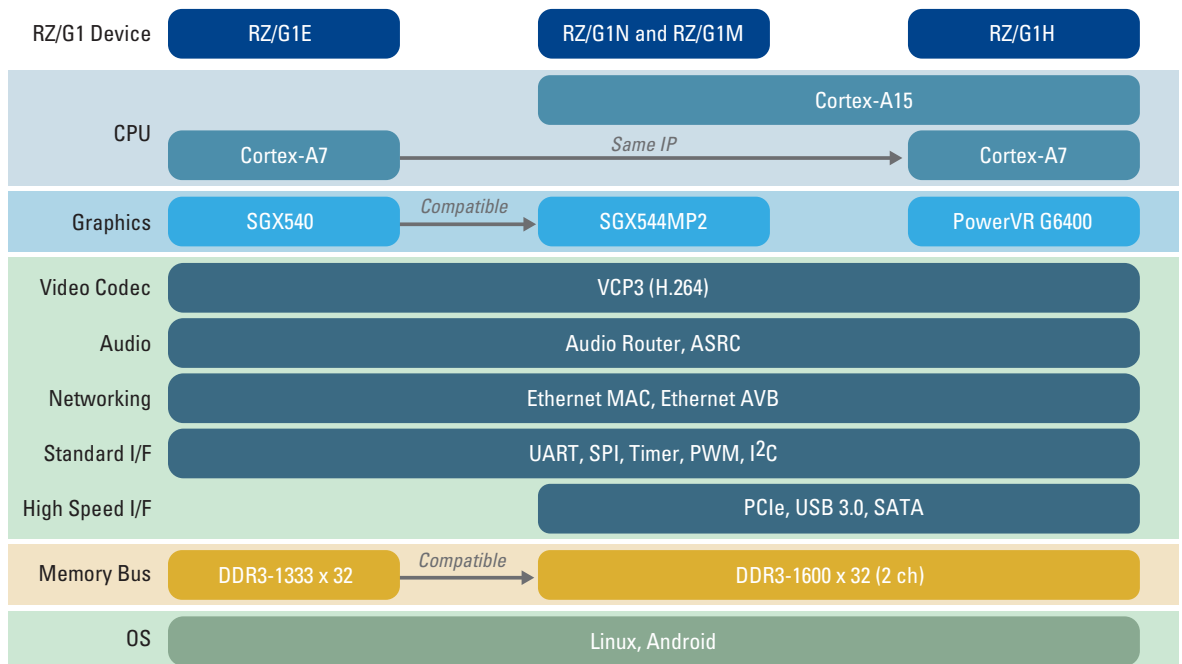 RZ/G1 Device RZ/G1E RZ/G1N and RZ/G1M RZ/G1H
Cortex-A15
CPU
Cortex-A7 Same IP Cortex-A7
Graphics SGX540 Compatible SGX544MP2 PowerVR G6400
Video Codec VCP3 (H.264)
Audio Audio Router, ASRC
Networking Ethernet MAC, Ethernet AVB
Standard I/F UART, SPI, Timer, PWM, I²C
High Speed I/F PCIe, USB 3.0, SATA
Memory Bus DDR3-1333 x 32 Compatible DDR3-1600 x 32 (2 ch)
OS Linux, Android